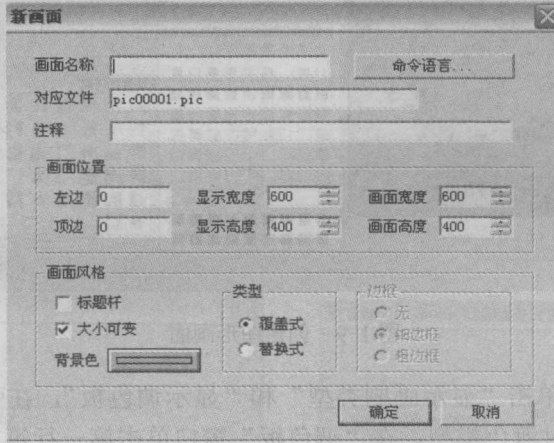 新画面
画面名称
命令语言...
对应文件 pic00001.pic
注释
画面位置
左边 0 显示宽度 600 画面宽度 600
顶边 0 显示高度 400 画面高度 400
画面风格
标题杆
大小可变
背景色
类型
覆盖式
替换式
边框
无
细边框
粗边框
确定 取消